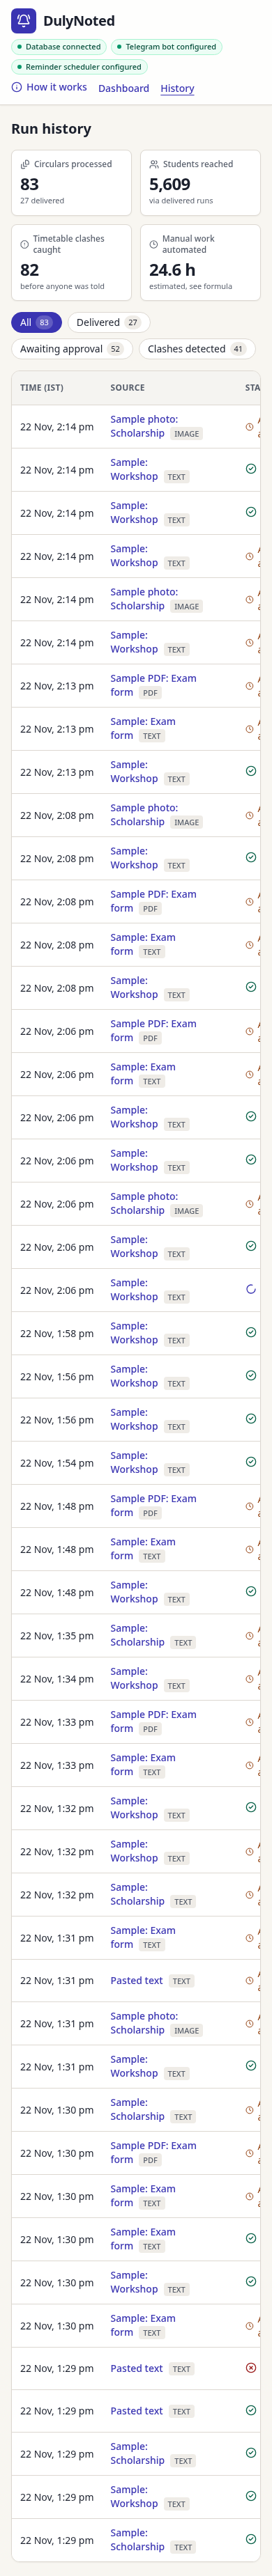 DulyNoted
Database connected
Telegram bot configured
Reminder scheduler configured
How it works
Dashboard
History
Run history
Circulars processed
83
27 delivered
Students reached
5,609
via delivered runs
Timetable clashes
caught
82
before anyone was told
Manual work
automated
24.6 h
estimated, see formula
All 83
Delivered 27
Awaiting approval 52
Clashes detected 41
TIME (IST) SOURCE STA
22 Nov, 2:14 pm Sample photo:
Scholarship IMAGE
22 Nov, 2:14 pm Sample:
Workshop TEXT
22 Nov, 2:14 pm Sample:
Workshop TEXT
22 Nov, 2:14 pm Sample:
Workshop TEXT
22 Nov, 2:14 pm Sample photo:
Scholarship IMAGE
22 Nov, 2:14 pm Sample:
Workshop TEXT
22 Nov, 2:13 pm Sample PDF: Exam
form PDF
22 Nov, 2:13 pm Sample: Exam
form TEXT
22 Nov, 2:13 pm Sample:
Workshop TEXT
22 Nov, 2:08 pm Sample photo:
Scholarship IMAGE
22 Nov, 2:08 pm Sample:
Workshop TEXT
22 Nov, 2:08 pm Sample PDF: Exam
form PDF
22 Nov, 2:08 pm Sample: Exam
form TEXT
22 Nov, 2:08 pm Sample:
Workshop TEXT
22 Nov, 2:06 pm Sample PDF: Exam
form PDF
22 Nov, 2:06 pm Sample: Exam
form TEXT
22 Nov, 2:06 pm Sample:
Workshop TEXT
22 Nov, 2:06 pm Sample:
Workshop TEXT
22 Nov, 2:06 pm Sample photo:
Scholarship IMAGE
22 Nov, 2:06 pm Sample:
Workshop TEXT
22 Nov, 2:06 pm Sample:
Workshop TEXT
22 Nov, 1:58 pm Sample:
Workshop TEXT
22 Nov, 1:56 pm Sample:
Workshop TEXT
22 Nov, 1:56 pm Sample:
Workshop TEXT
22 Nov, 1:54 pm Sample:
Workshop TEXT
22 Nov, 1:48 pm Sample PDF: Exam
form PDF
22 Nov, 1:48 pm Sample: Exam
form TEXT
22 Nov, 1:48 pm Sample:
Workshop TEXT
22 Nov, 1:35 pm Sample:
Scholarship TEXT
22 Nov, 1:34 pm Sample:
Workshop TEXT
22 Nov, 1:33 pm Sample PDF: Exam
form PDF
22 Nov, 1:33 pm Sample: Exam
form TEXT
22 Nov, 1:32 pm Sample:
Workshop TEXT
22 Nov, 1:32 pm Sample:
Workshop TEXT
22 Nov, 1:32 pm Sample:
Scholarship TEXT
22 Nov, 1:31 pm Sample: Exam
form TEXT
22 Nov, 1:31 pm Pasted text TEXT
22 Nov, 1:31 pm Sample photo:
Scholarship IMAGE
22 Nov, 1:31 pm Sample:
Workshop TEXT
22 Nov, 1:30 pm Sample:
Scholarship TEXT
22 Nov, 1:30 pm Sample PDF: Exam
form PDF
22 Nov, 1:30 pm Sample: Exam
form TEXT
22 Nov, 1:30 pm Sample: Exam
form TEXT
22 Nov, 1:30 pm Sample:
Workshop TEXT
22 Nov, 1:30 pm Sample: Exam
form TEXT
22 Nov, 1:29 pm Pasted text TEXT
22 Nov, 1:29 pm Pasted text TEXT
22 Nov, 1:29 pm Sample:
Scholarship TEXT
22 Nov, 1:29 pm Sample:
Workshop TEXT
22 Nov, 1:29 pm Sample:
Scholarship TEXT